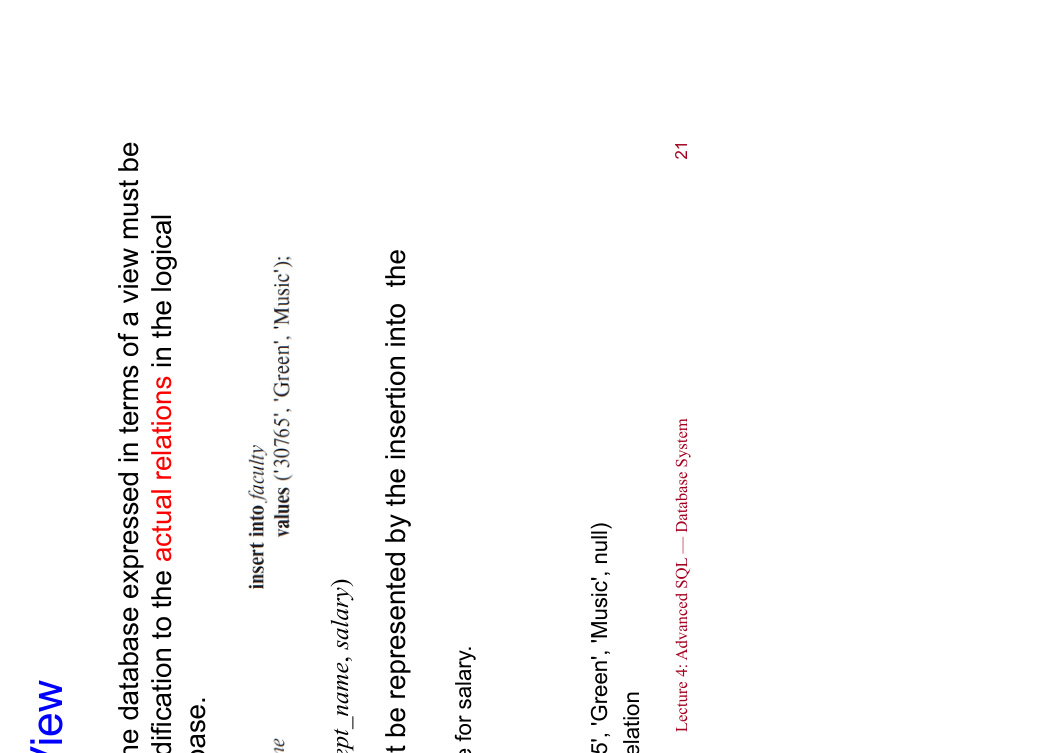 View
ne database expressed in terms of a view must be
dification to the actual relations in the logical
base.
insert into faculty
ne values ('30765', 'Green', 'Music');
ept_name, salary)
t be represented by the insertion into the
e for salary.
5', 'Green', 'Music', null)
elation
Lecture 4: Advanced SQL — Database System 21